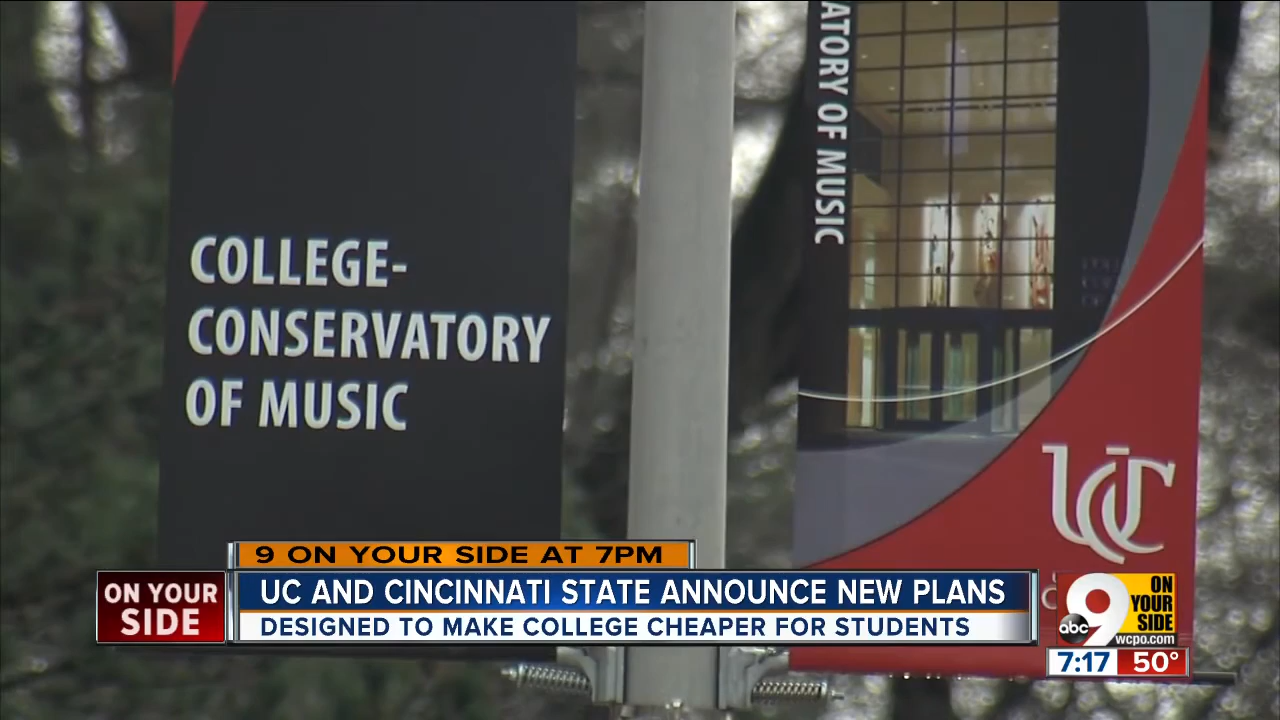 COLLEGE-
CONSERVATORY
OF MUSIC
ATORY OF MUSIC
UC
9 ON YOUR SIDE AT 7PM
ON YOUR
SIDE
UC AND CINCINNATI STATE ANNOUNCE NEW PLANS
DESIGNED TO MAKE COLLEGE CHEAPER FOR STUDENTS
abc 9
ON
YOUR
SIDE
wcpo.com
7:17 50°